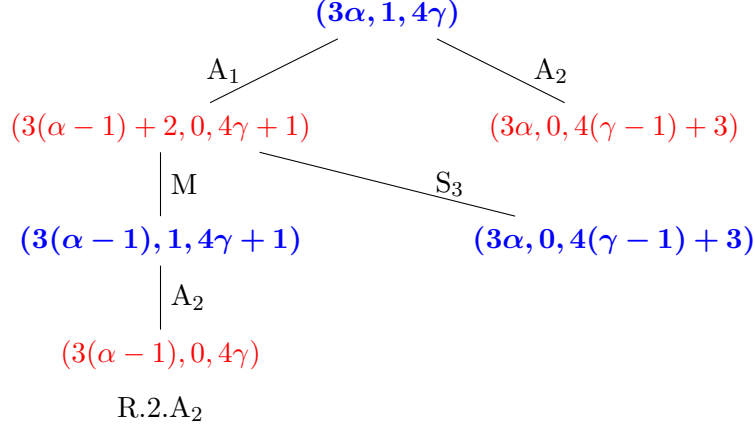 (3α, 1, 4γ)
A₁ A₂
(3(α − 1) + 2, 0, 4γ + 1) (3α, 0, 4(γ − 1) + 3)
M S₃
(3(α − 1), 1, 4γ + 1) (3α, 0, 4(γ − 1) + 3)
A₂
(3(α − 1), 0, 4γ)
R.2.A₂